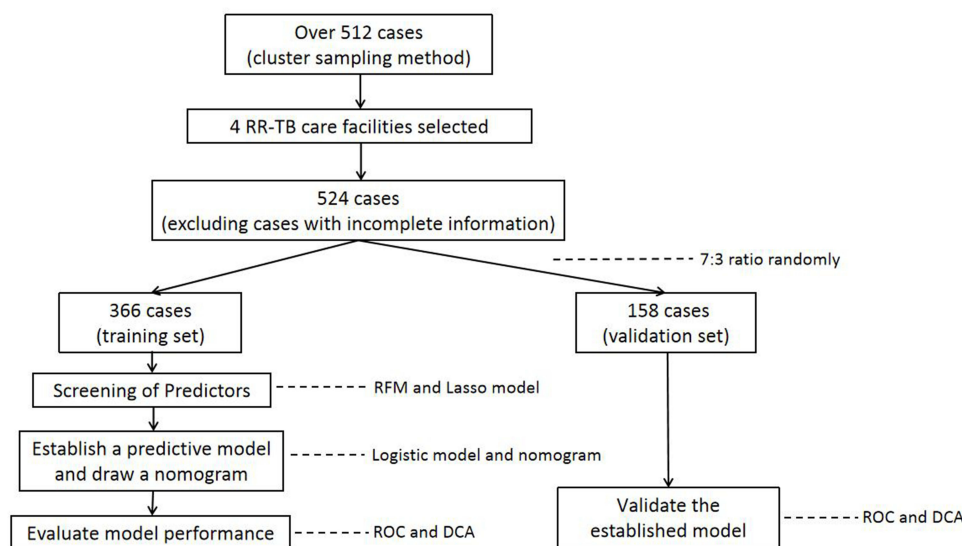 Over 512 cases
(cluster sampling method)
4 RR-TB care facilities selected
524 cases
(excluding cases with incomplete information)
7:3 ratio randomly
366 cases
(training set)
158 cases
(validation set)
Screening of Predictors
RFM and Lasso model
Establish a predictive model
and draw a nomogram
Logistic model and nomogram
Validate the
established model
ROC and DCA
Evaluate model performance
ROC and DCA